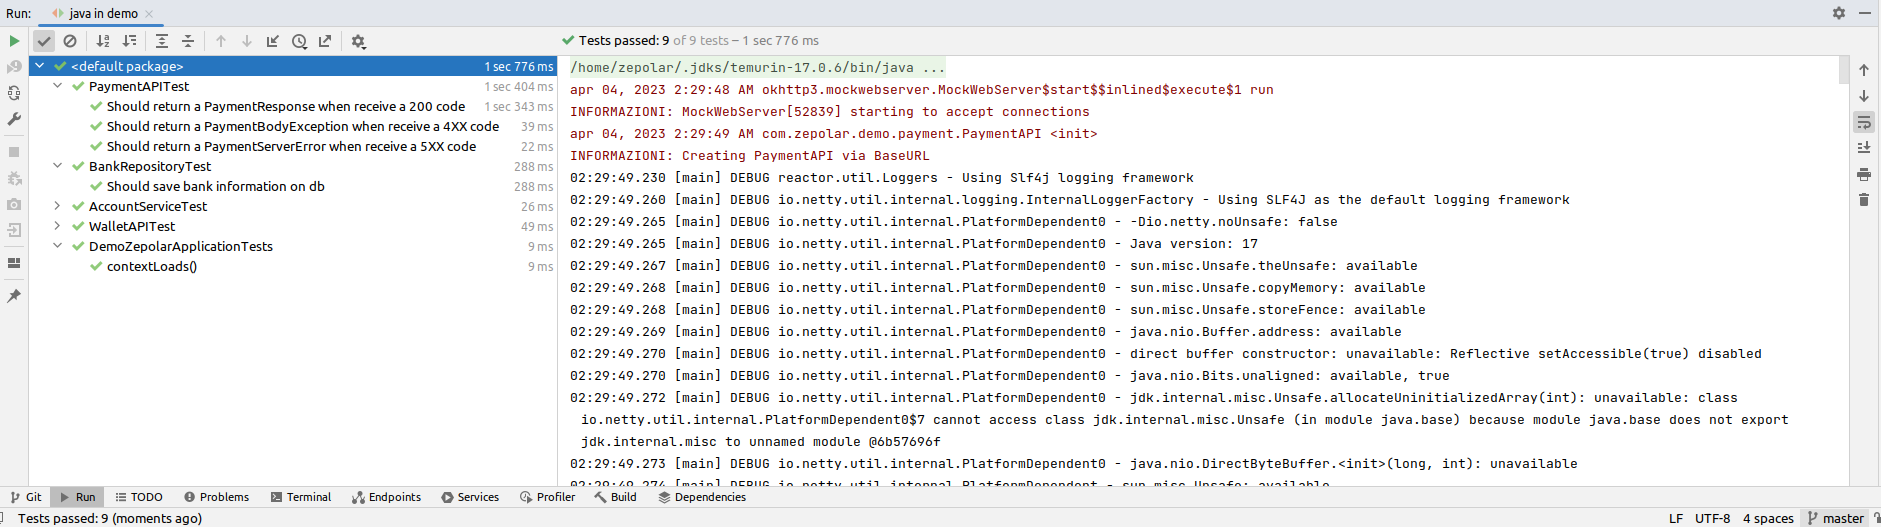 Run: java in demo
Tests passed: 9 of 9 tests – 1 sec 776 ms
<default package> 1 sec 776 ms
PaymentAPITest 1 sec 404 ms
Should return a PaymentResponse when receive a 200 code 1 sec 343 ms
Should return a PaymentBodyException when receive a 4XX code 39 ms
Should return a PaymentServerError when receive a 5XX code 22 ms
BankRepositoryTest 288 ms
Should save bank information on db 288 ms
AccountServiceTest 26 ms
WalletAPITest 49 ms
DemoZepolarApplicationTests 9 ms
contextLoads() 9 ms
/home/zepolar/.jdks/temurin-17.0.6/bin/java ...
apr 04, 2023 2:29:48 AM okhttp3.mockwebserver.MockWebServer$start$$inlined$execute$1 run
INFORMAZIONI: MockWebServer[52839] starting to accept connections
apr 04, 2023 2:29:49 AM com.zepolar.demo.payment.PaymentAPI <init>
INFORMAZIONI: Creating PaymentAPI via BaseURL
02:29:49.230 [main] DEBUG reactor.util.Loggers - Using Slf4j logging framework
02:29:49.260 [main] DEBUG io.netty.util.internal.logging.InternalLoggerFactory - Using SLF4J as the default logging framework
02:29:49.265 [main] DEBUG io.netty.util.internal.PlatformDependent0 - -Dio.netty.noUnsafe: false
02:29:49.265 [main] DEBUG io.netty.util.internal.PlatformDependent0 - Java version: 17
02:29:49.267 [main] DEBUG io.netty.util.internal.PlatformDependent0 - sun.misc.Unsafe.theUnsafe: available
02:29:49.268 [main] DEBUG io.netty.util.internal.PlatformDependent0 - sun.misc.Unsafe.copyMemory: available
02:29:49.268 [main] DEBUG io.netty.util.internal.PlatformDependent0 - sun.misc.Unsafe.storeFence: available
02:29:49.269 [main] DEBUG io.netty.util.internal.PlatformDependent0 - java.nio.Buffer.address: available
02:29:49.270 [main] DEBUG io.netty.util.internal.PlatformDependent0 - direct buffer constructor: unavailable: Reflective setAccessible(true) disabled
02:29:49.270 [main] DEBUG io.netty.util.internal.PlatformDependent0 - java.nio.Bits.unaligned: available, true
02:29:49.272 [main] DEBUG io.netty.util.internal.PlatformDependent0 - jdk.internal.misc.Unsafe.allocateUninitializedArray(int): unavailable: class
io.netty.util.internal.PlatformDependent0$7 cannot access class jdk.internal.misc.Unsafe (in module java.base) because module java.base does not export
jdk.internal.misc to unnamed module @6b57696f
02:29:49.273 [main] DEBUG io.netty.util.internal.PlatformDependent0 - java.nio.DirectByteBuffer.<init>(long, int): unavailable
02:29:49.274 [main] DEBUG io.netty.util.internal.PlatformDependent - sun.misc.Unsafe: available
Git Run TODO Problems Terminal Endpoints Services Profiler Build Dependencies
Tests passed: 9 (moments ago) LF UTF-8 4 spaces master